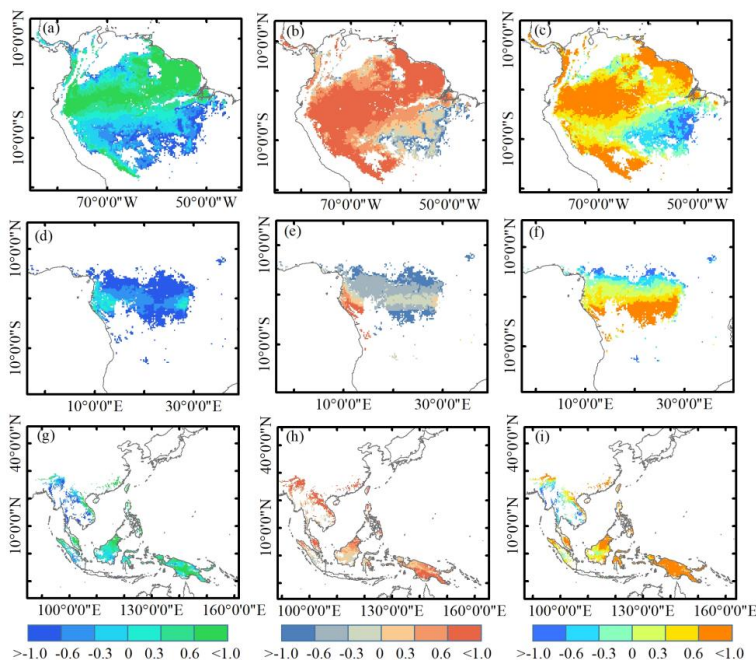 (a) (b) (c)
10°0'0"N 10°0'0"S
70°0'0"W 50°0'0"W 70°0'0"W 50°0'0"W 70°0'0"W 50°0'0"W
(d) (e) (f)
10°0'0"N 10°0'0"S
10°0'0"E 30°0'0"E 10°0'0"E 30°0'0"E 10°0'0"E 30°0'0"E
(g) (h) (i)
40°0'0"N 10°0'0"N
100°0'0"E 130°0'0"E 160°0'0"E 100°0'0"E 130°0'0"E 160°0'0"E 100°0'0"E 130°0'0"E 160°0'0"E
>-1.0 -0.6 -0.3 0 0.3 0.6 <1.0 >-1.0 -0.6 -0.3 0 0.3 0.6 <1.0 >-1.0 -0.6 -0.3 0 0.3 0.6 <1.0